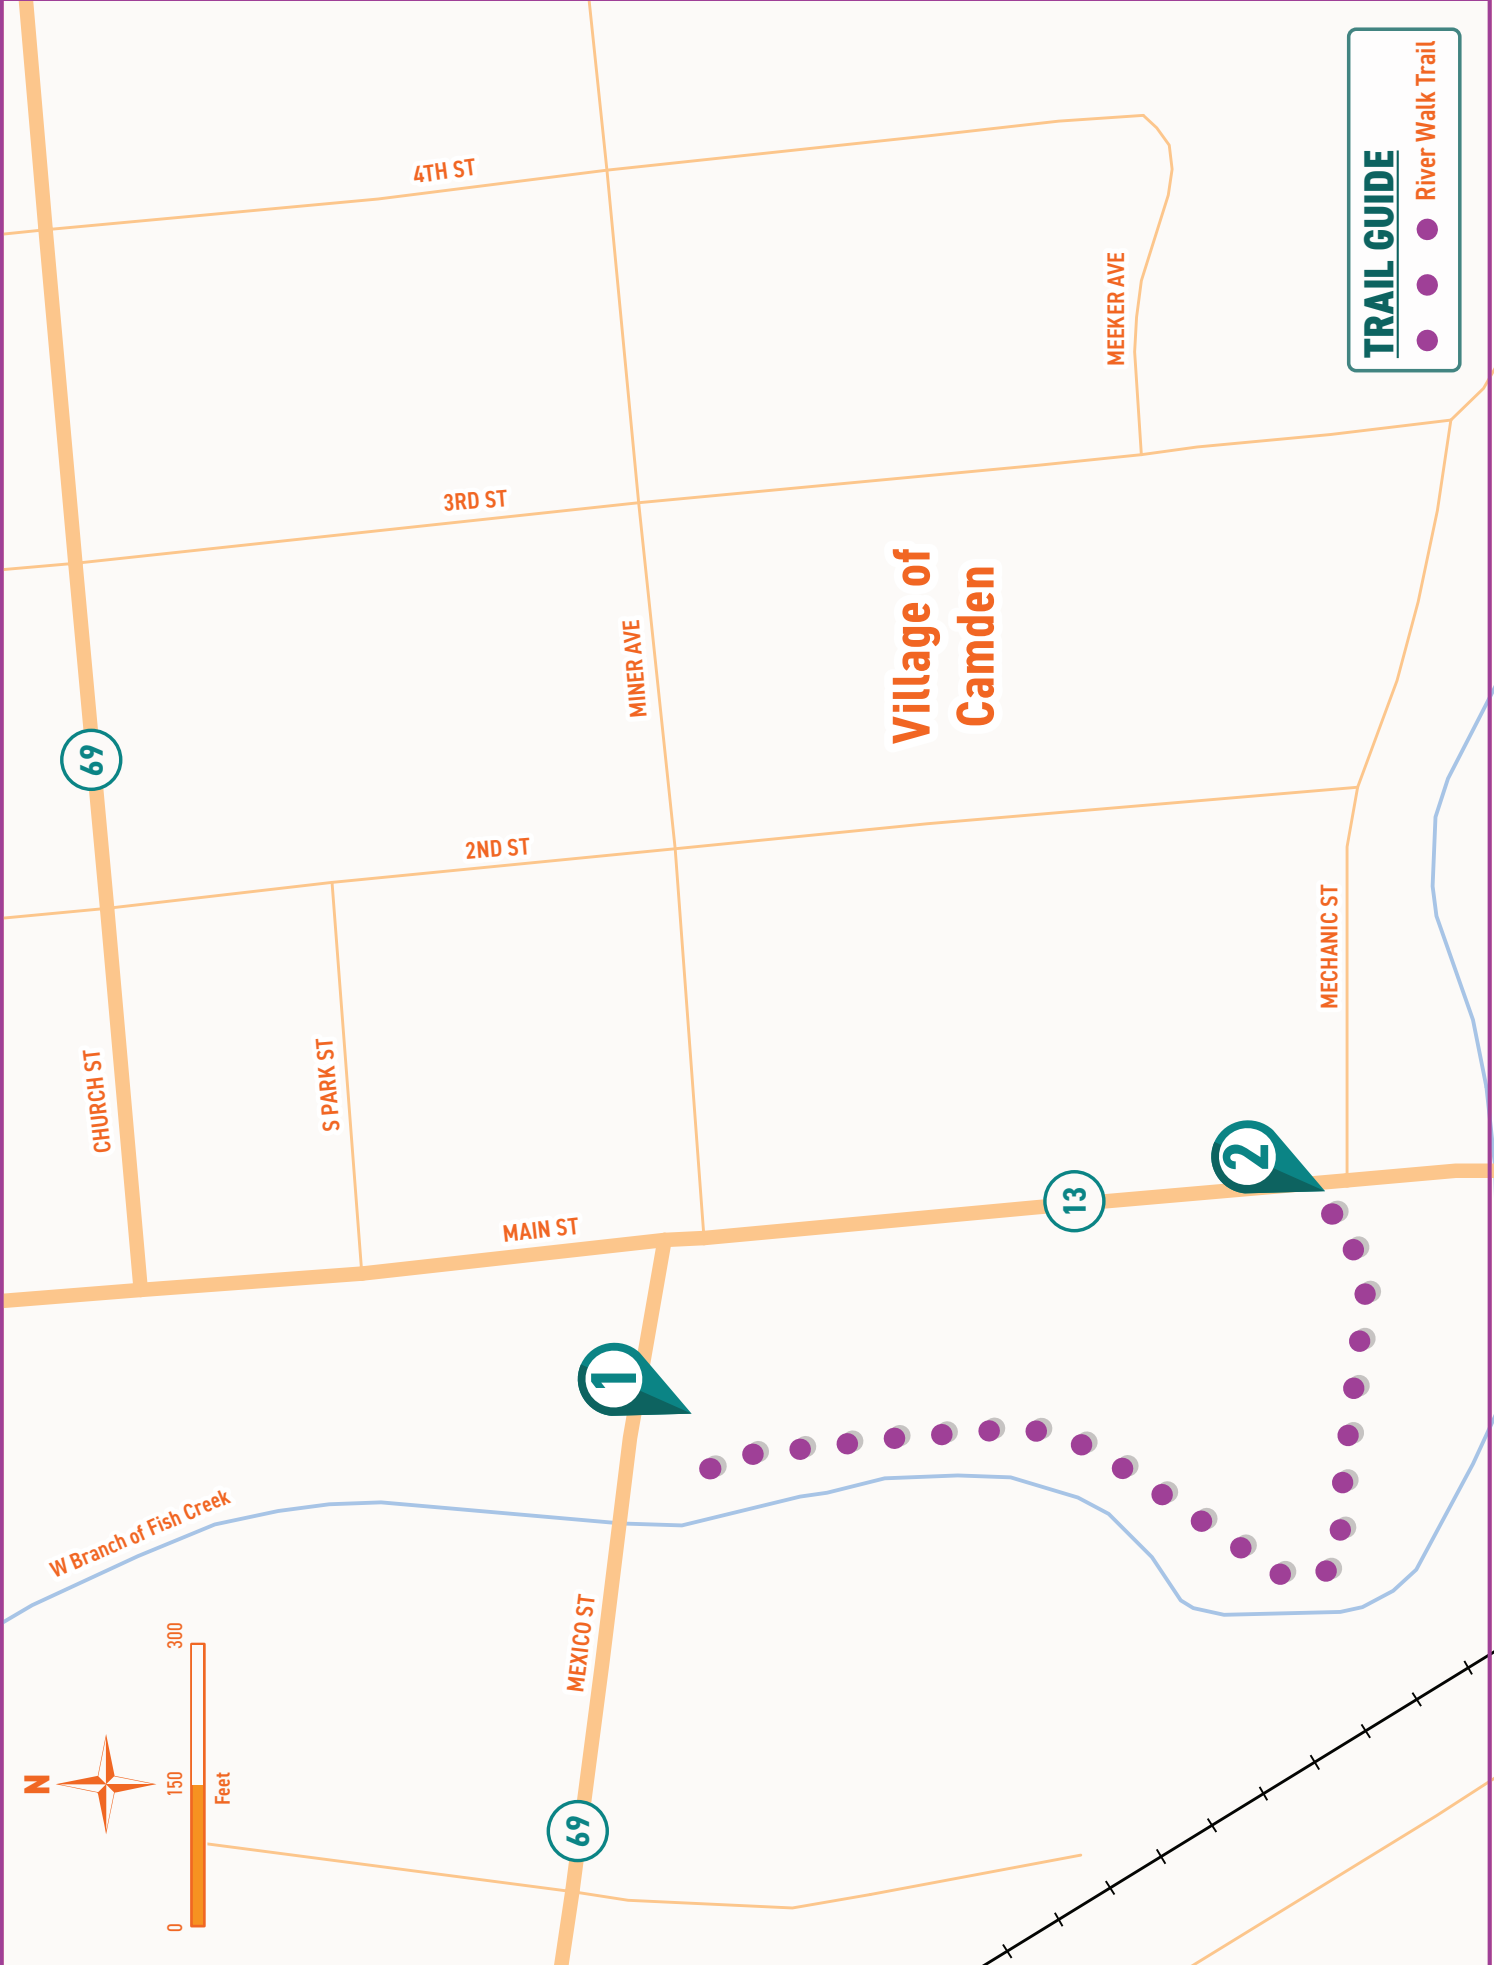 TRAIL GUIDE
River Walk Trail
4TH ST
MEEKER AVE
3RD ST
Village of
Camden
MINER AVE
69
2ND ST
MECHANIC ST
CHURCH ST
S PARK ST
MAIN ST
13
2
1
W Branch of Fish Creek
MEXICO ST
69
N
0 150 300
Feet